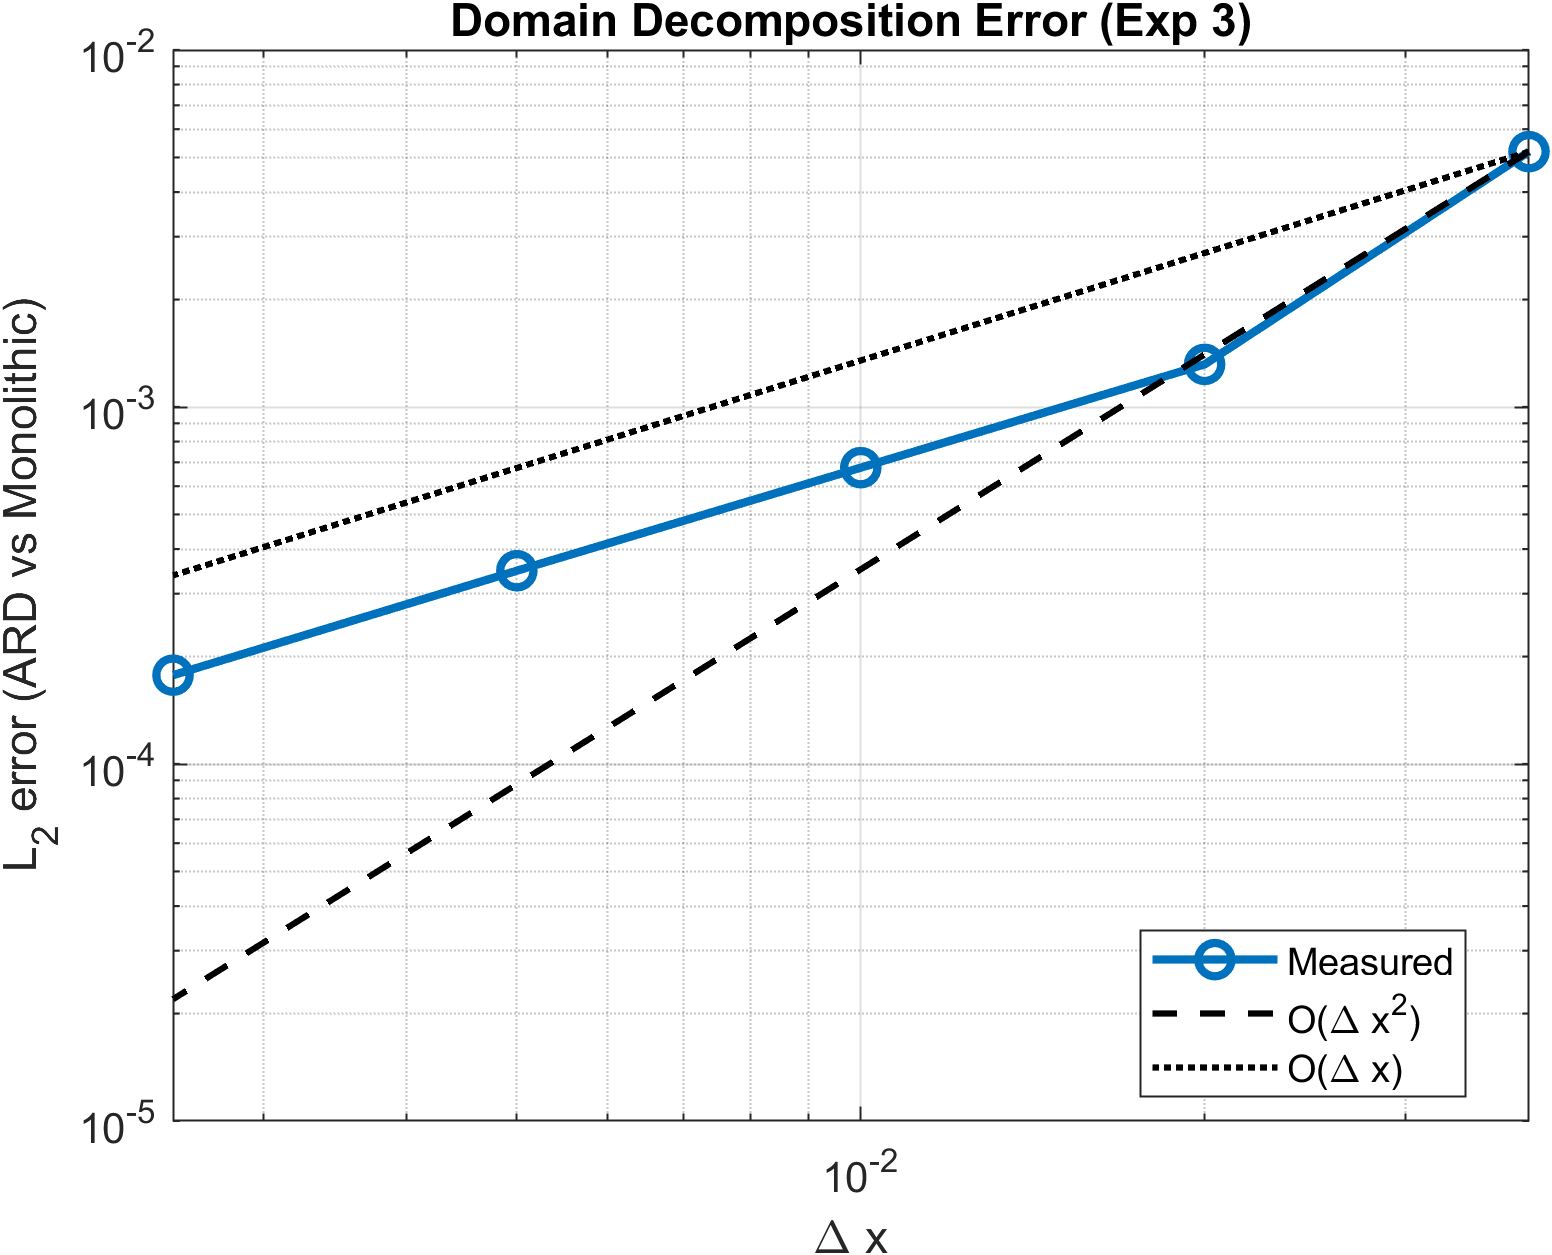 Domain Decomposition Error (Exp 3)
10⁻²
10⁻³
10⁻⁴
10⁻⁵
L₂ error (ARD vs Monolithic)
Measured
O(Δ x²)
O(Δ x)
10⁻²
Δ x